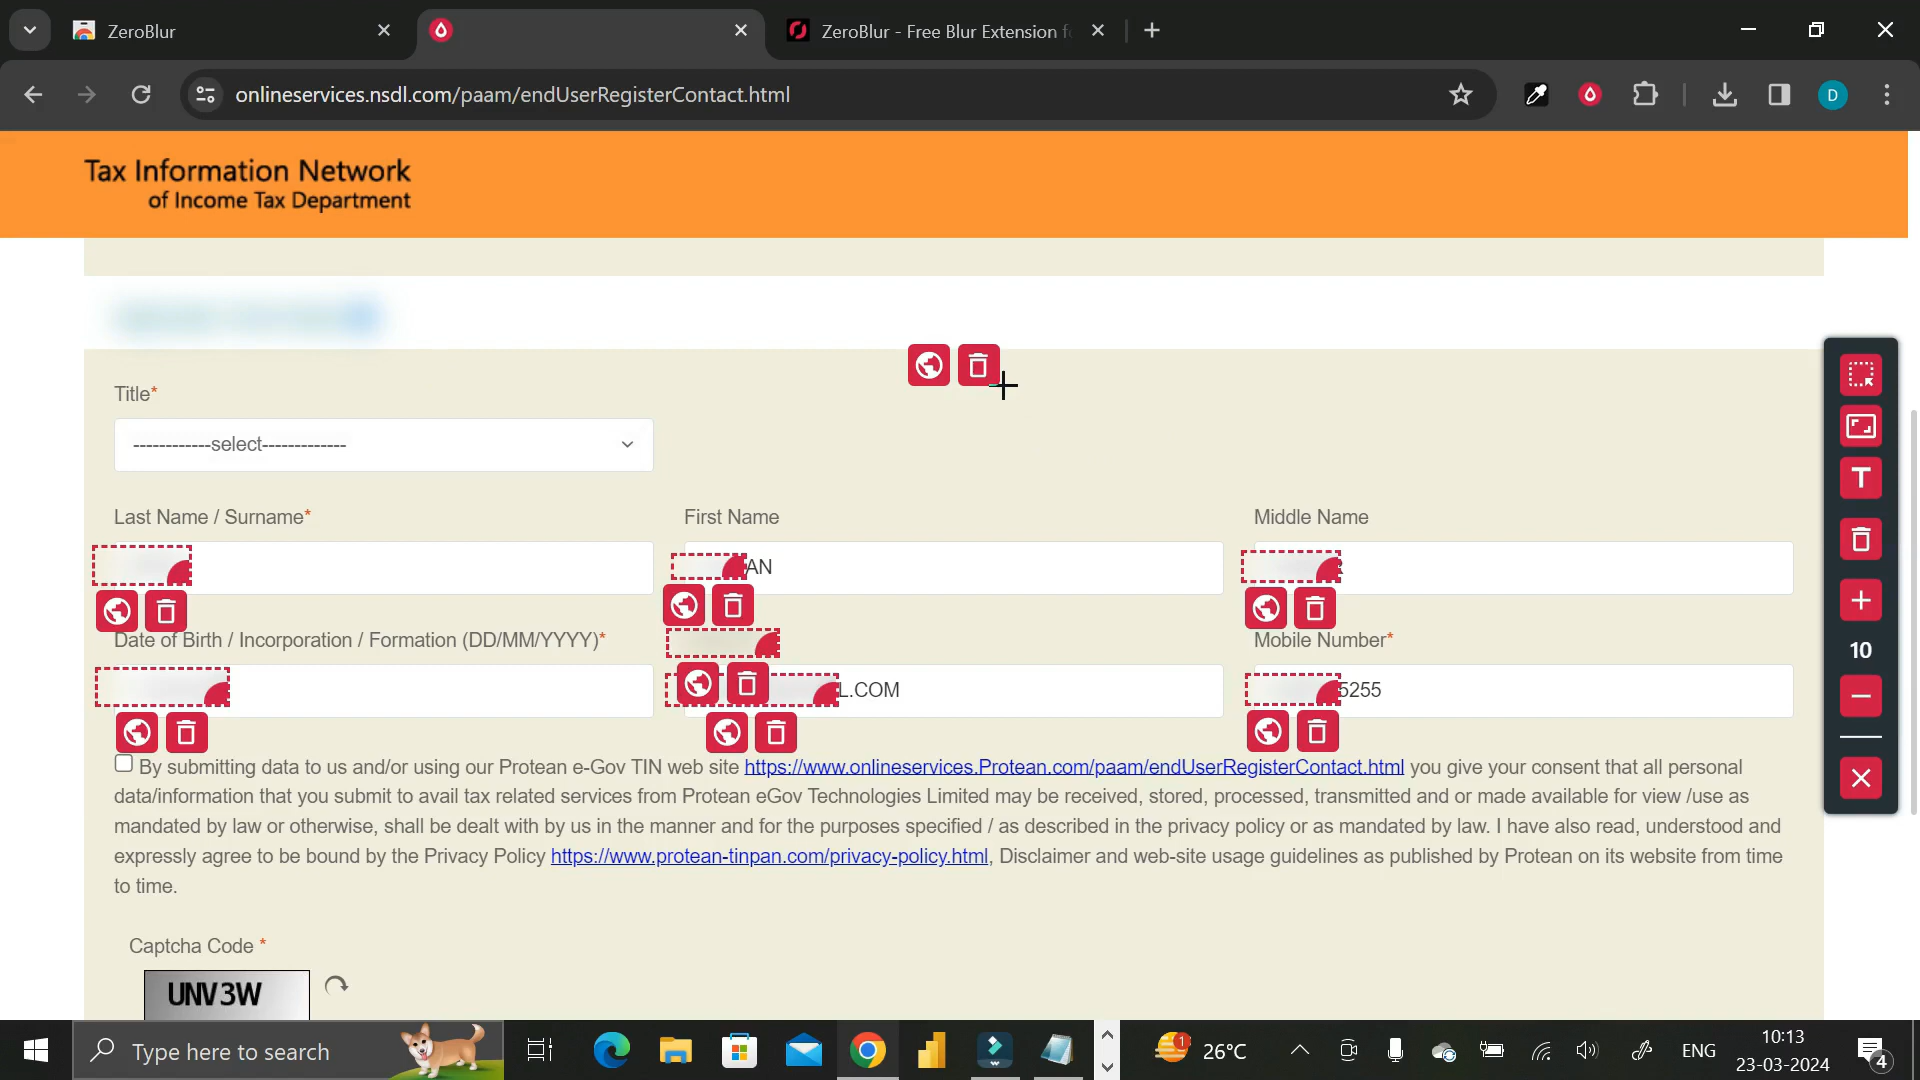 ZeroBlur
ZeroBlur - Free Blur Extension f
onlineservices.nsdl.com/paam/endUserRegisterContact.html
D
Tax Information Network
of Income Tax Department
Title*
------------select-------------
Last Name / Surname*
First Name
Middle Name
AN
Date of Birth / Incorporation / Formation (DD/MM/YYYY)*
Mobile Number*
L.COM
5255
T
10
By submitting data to us and/or using our Protean e-Gov TIN web site https://www.onlineservices.Protean.com/paam/endUserRegisterContact.html you give your consent that all personal
data/information that you submit to avail tax related services from Protean eGov Technologies Limited may be received, stored, processed, transmitted and or made available for view /use as
mandated by law or otherwise, shall be dealt with by us in the manner and for the purposes specified / as described in the privacy policy or as mandated by law. I have also read, understood and
expressly agree to be bound by the Privacy Policy https://www.protean-tinpan.com/privacy-policy.html, Disclaimer and web-site usage guidelines as published by Protean on its website from time
to time.
Captcha Code *
UNV3W
Type here to search
1
26°C
ENG
10:13
23-03-2024
4